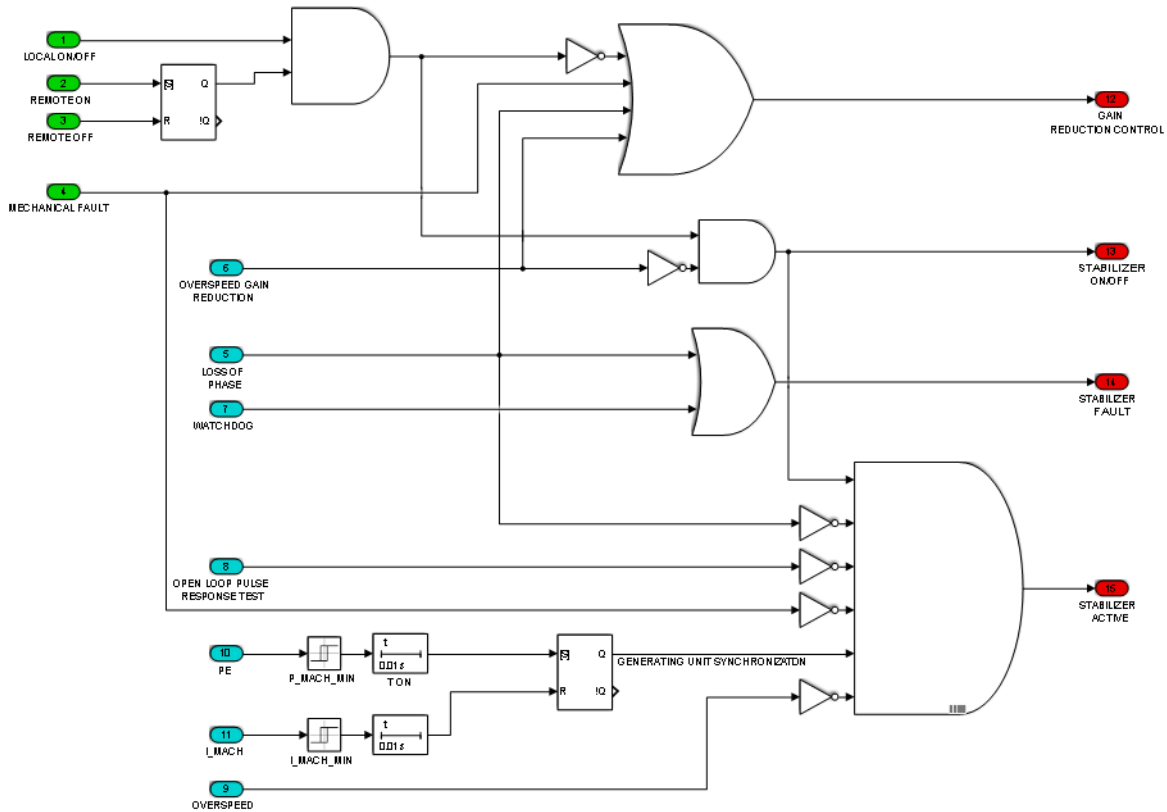 1
LOCAL ON/OFF
2
REMOTE ON
3
REMOTE OFF
[S] Q
R !Q
4
MECHANICAL FAULT
12
GAIN
REDUCTION CONTROL
6
OVERSPEED GAIN
REDUCTION
13
STABILIZER
ON/OFF
5
LOSS OF
PHASE
7
WATCHDOG
14
STABILIZER
FAULT
8
OPEN LOOP PULSE
RESPONSE TEST
15
STABILIZER
ACTIVE
10
PE
P_MACH_MIN
t
0.01 s
TON
[S] Q
R !Q
GENERATING UNIT SYNCHRONIZATION
11
I_MACH
I_MACH_MIN
t
0.01 s
9
OVERSPEED